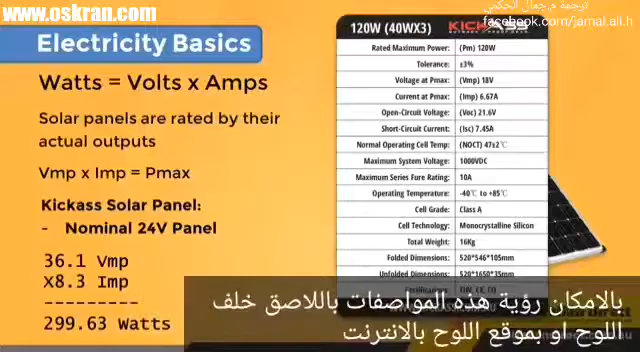 www.oskran.com
ترجمة م.جمال الحكمي
facebook.com/jamal.ali.h
Electricity Basics
Watts = Volts x Amps
Solar panels are rated by their
actual outputs
Vmp x Imp = Pmax
Kickass Solar Panel:
- Nominal 24V Panel
36.1 Vmp
X8.3 Imp
---------
299.63 Watts
120W (40WX3) KICKASS
Rated Maximum Power: (Pm) 120W
Tolerance: ±3%
Voltage at Pmax: (Vmp) 18V
Current at Pmax: (Imp) 6.67A
Open-Circuit Voltage: (Voc) 21.6V
Short-Circuit Current: (Isc) 7.45A
Normal Operating Cell Temp: (NOCT) 47±2℃
Maximum System Voltage: 1000VDC
Maximum Series Fure Rating: 10A
Operating Temperature: -40℃ to +85℃
Cell Grade: Class A
Cell Technology: Monocrystalline Silicon
Total Weight: 16Kg
Folded Dimensions: 520*546*105mm
Unfolded Dimensions: 520*1650*35mm
بالامكان رؤية هذه المواصفات باللاصق خلف
اللوح او بموقع اللوح بالانترنت